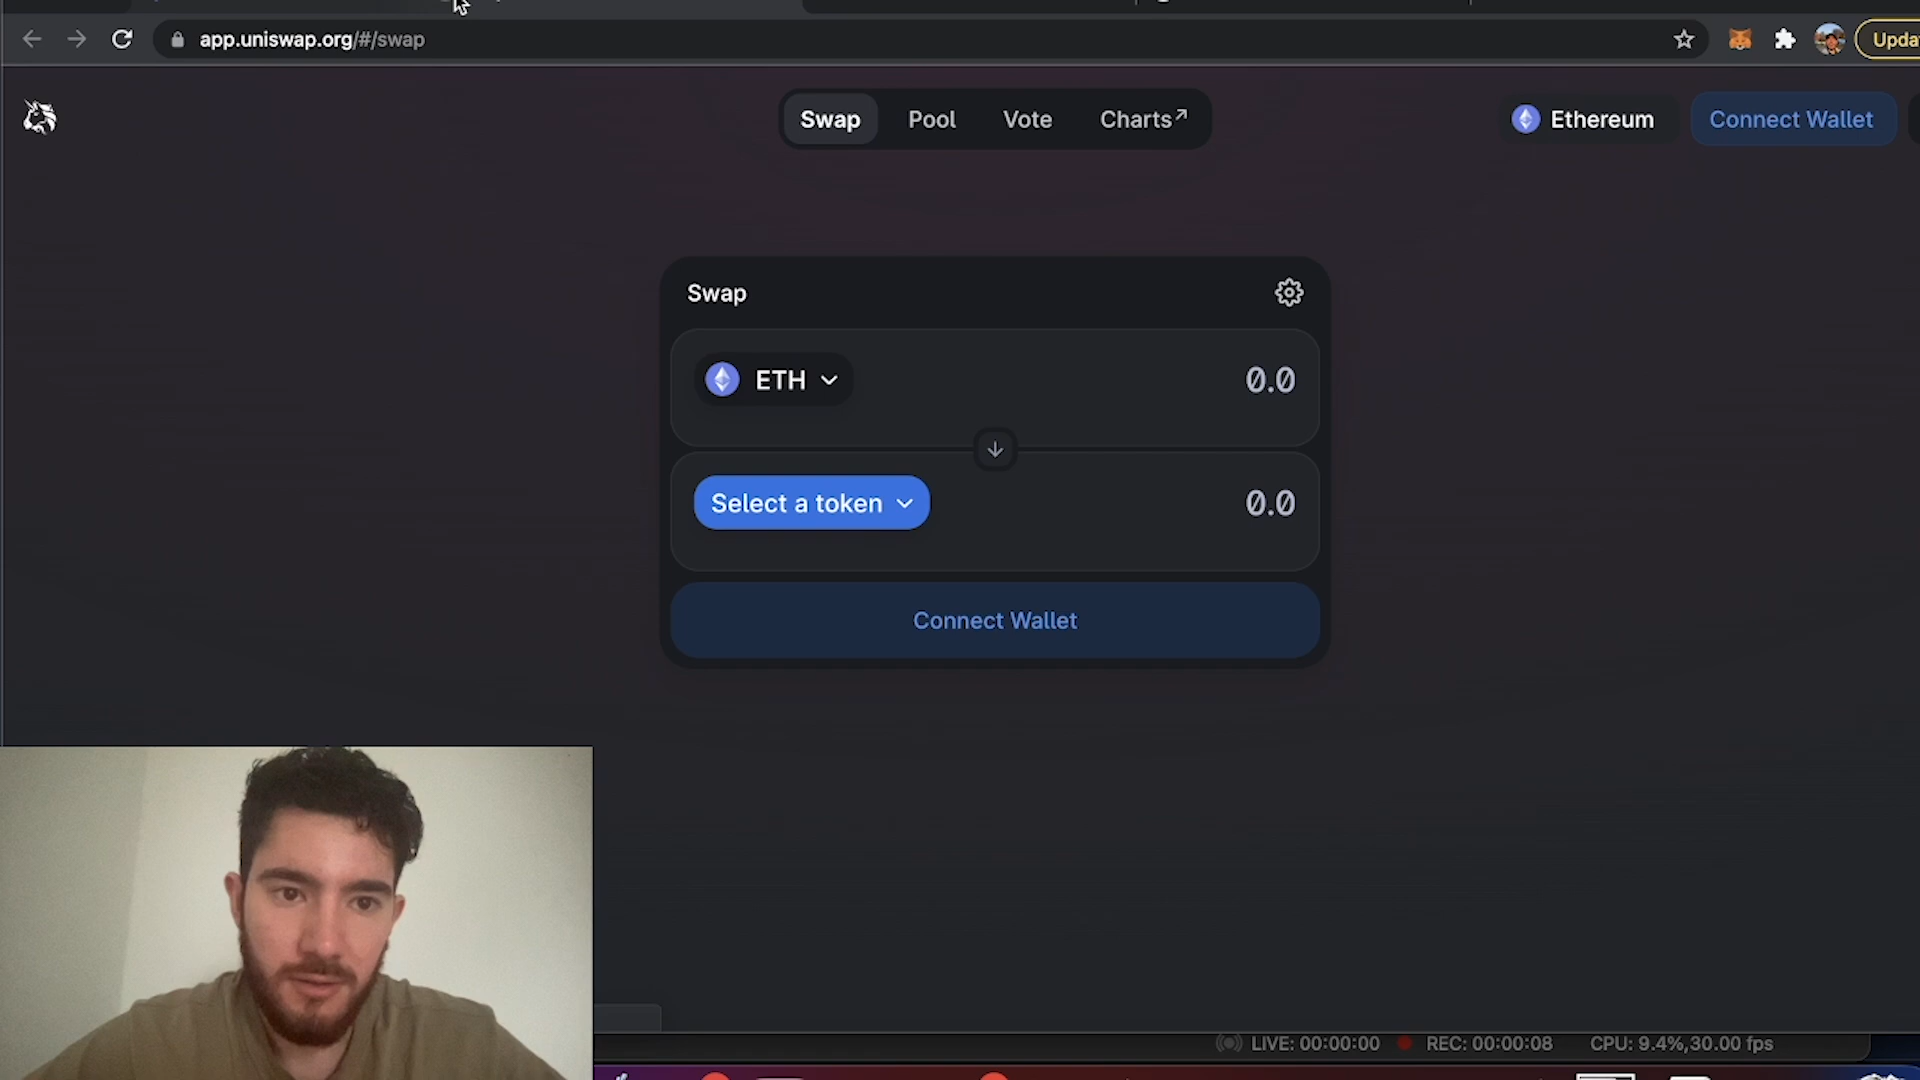 app.uniswap.org/#/swap
Upda
Swap
Pool
Vote
Charts↗
Ethereum
Connect Wallet
Swap
ETH
0.0
Select a token
0.0
Connect Wallet
LIVE: 00:00:00
REC: 00:00:08
CPU: 9.4%,30.00 fps